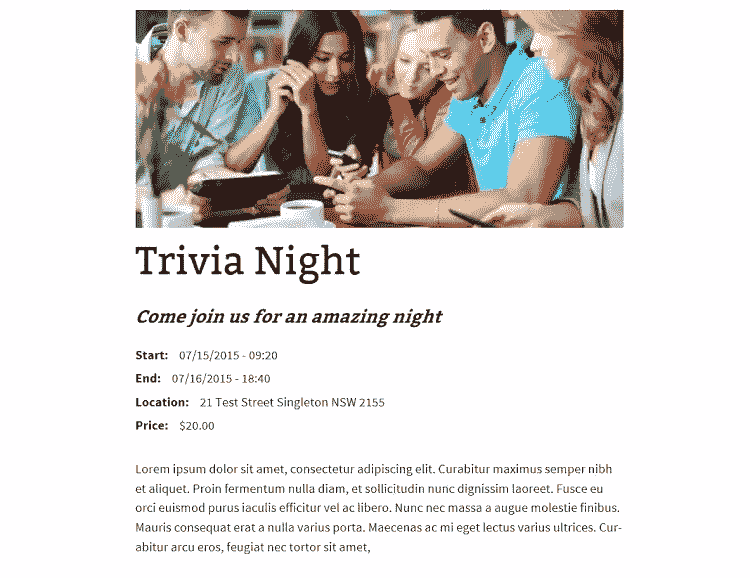 Trivia Night
Come join us for an amazing night
Start: 07/15/2015 - 09:20
End: 07/16/2015 - 18:40
Location: 21 Test Street Singleton NSW 2155
Price: $20.00
Lorem ipsum dolor sit amet, consectetur adipiscing elit. Curabitur maximus semper nibh
et aliquet. Proin fermentum nulla diam, et sollicitudin nunc dignissim laoreet. Fusce eu
orci euismod purus iaculis efficitur vel ac libero. Nunc nec massa a augue molestie finibus.
Mauris consequat erat a nulla varius porta. Maecenas ac mi eget lectus varius ultrices. Cur-
abitur arcu eros, feugiat nec tortor sit amet,